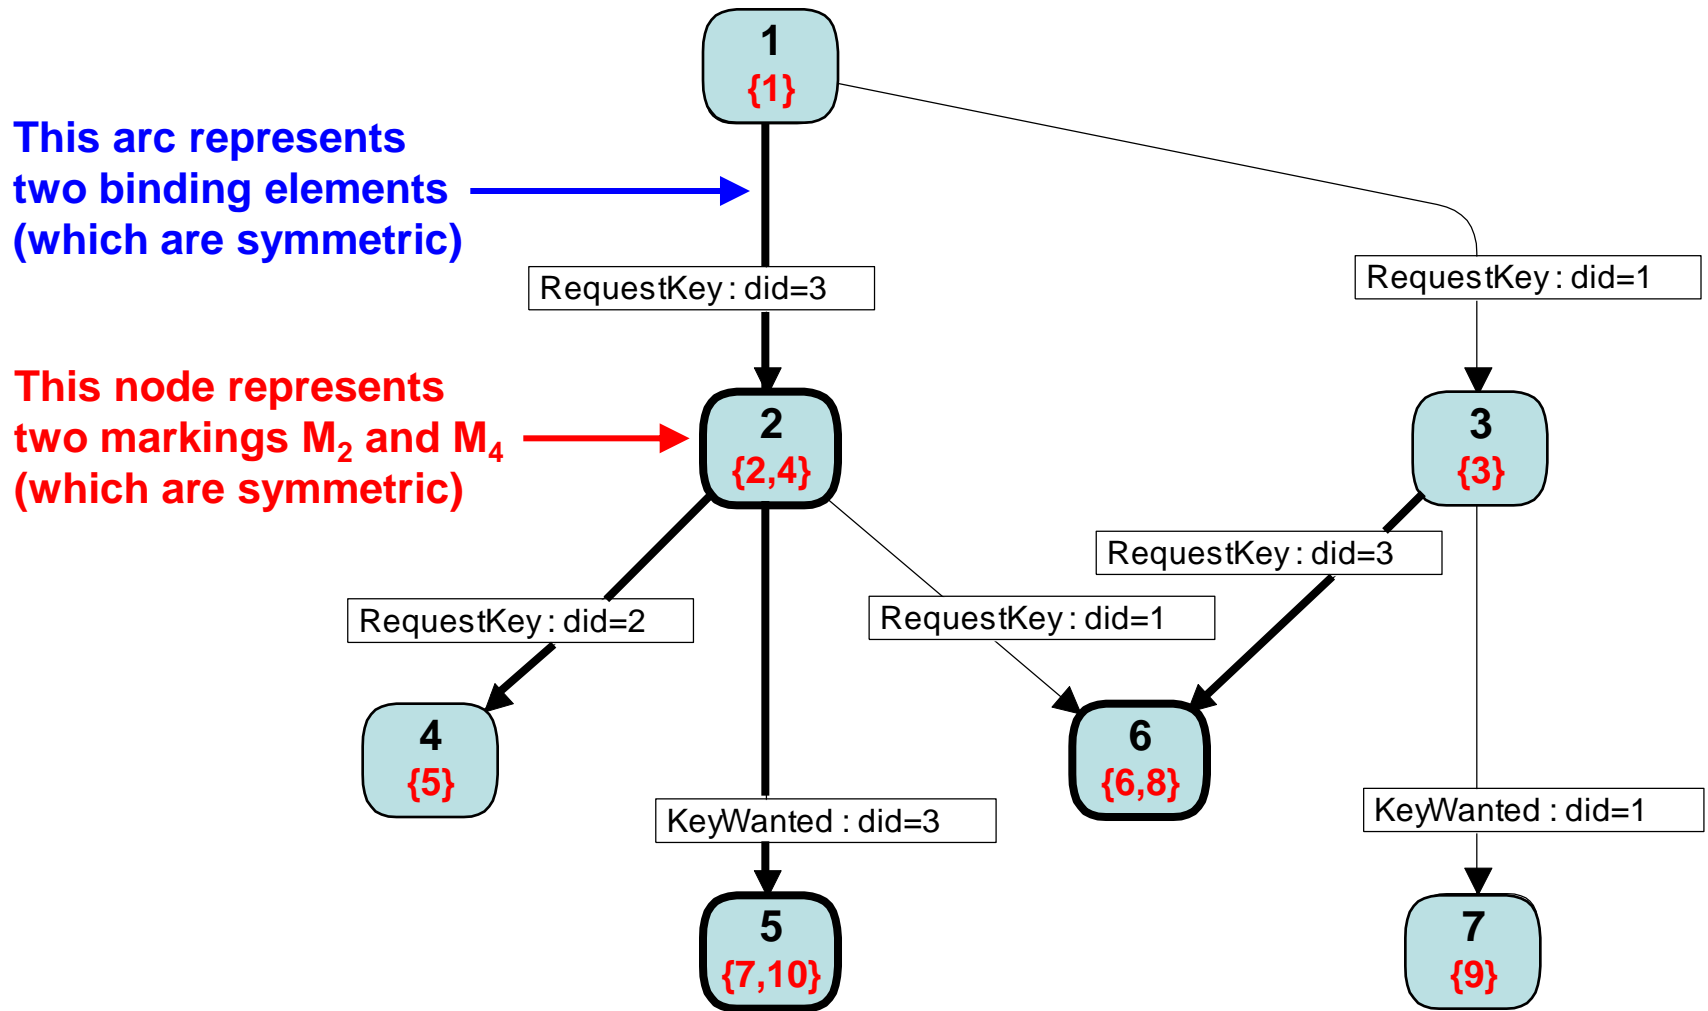 1
{1}
This arc represents
two binding elements
(which are symmetric)
RequestKey: did=3
RequestKey: did=1
This node represents
two markings M₂ and M₄
(which are symmetric)
2
{2,4}
3
{3}
RequestKey: did=3
RequestKey: did=2
RequestKey: did=1
4
{5}
6
{6,8}
KeyWanted : did=3
KeyWanted : did=1
5
{7,10}
7
{9}